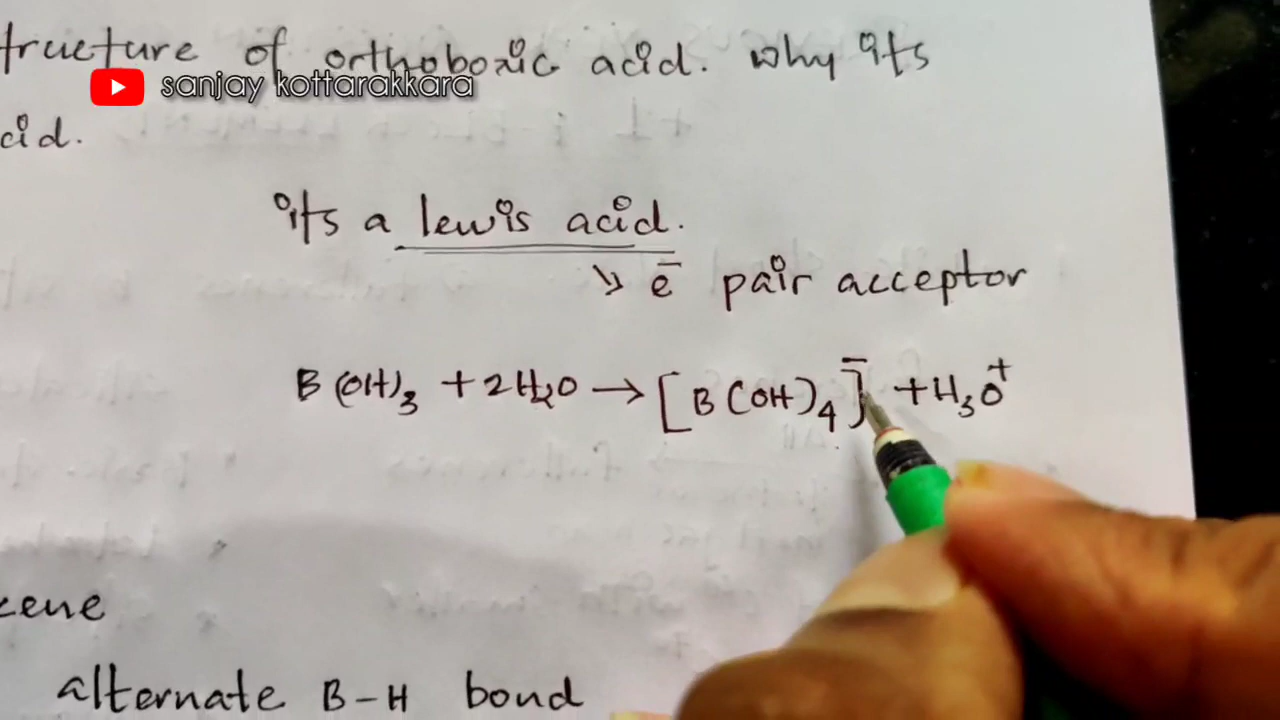 tructure of orthoboric acid. why its
sanjay kottarakkara
cid.
its a lewis acid.
↘ e̅ pair acceptor
B(OH)₃ + 2H₂O → [B(OH)₄]⁻ + H₃O⁺
zene
alternate B-H bond